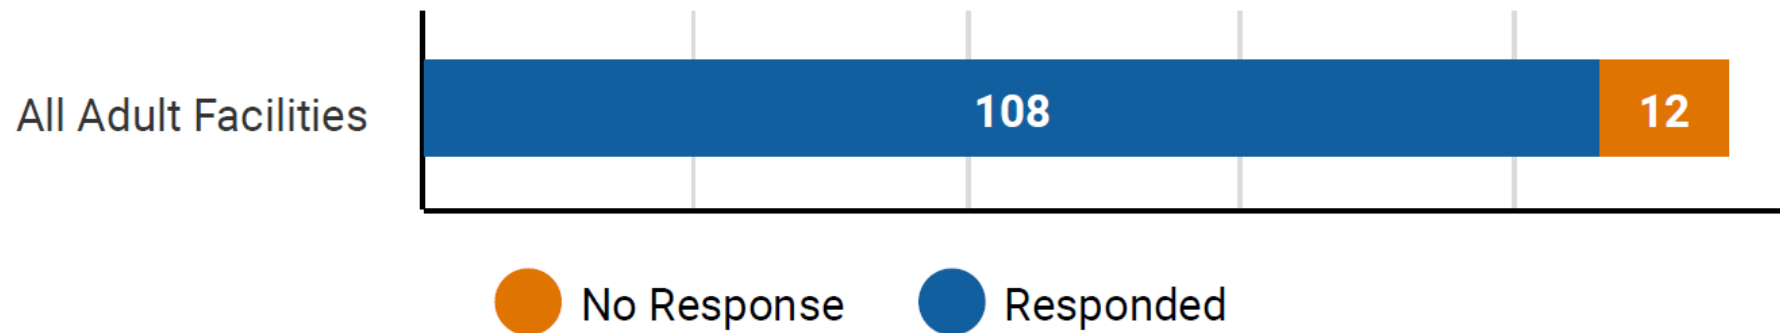 All Adult Facilities 108 12
No Response Responded